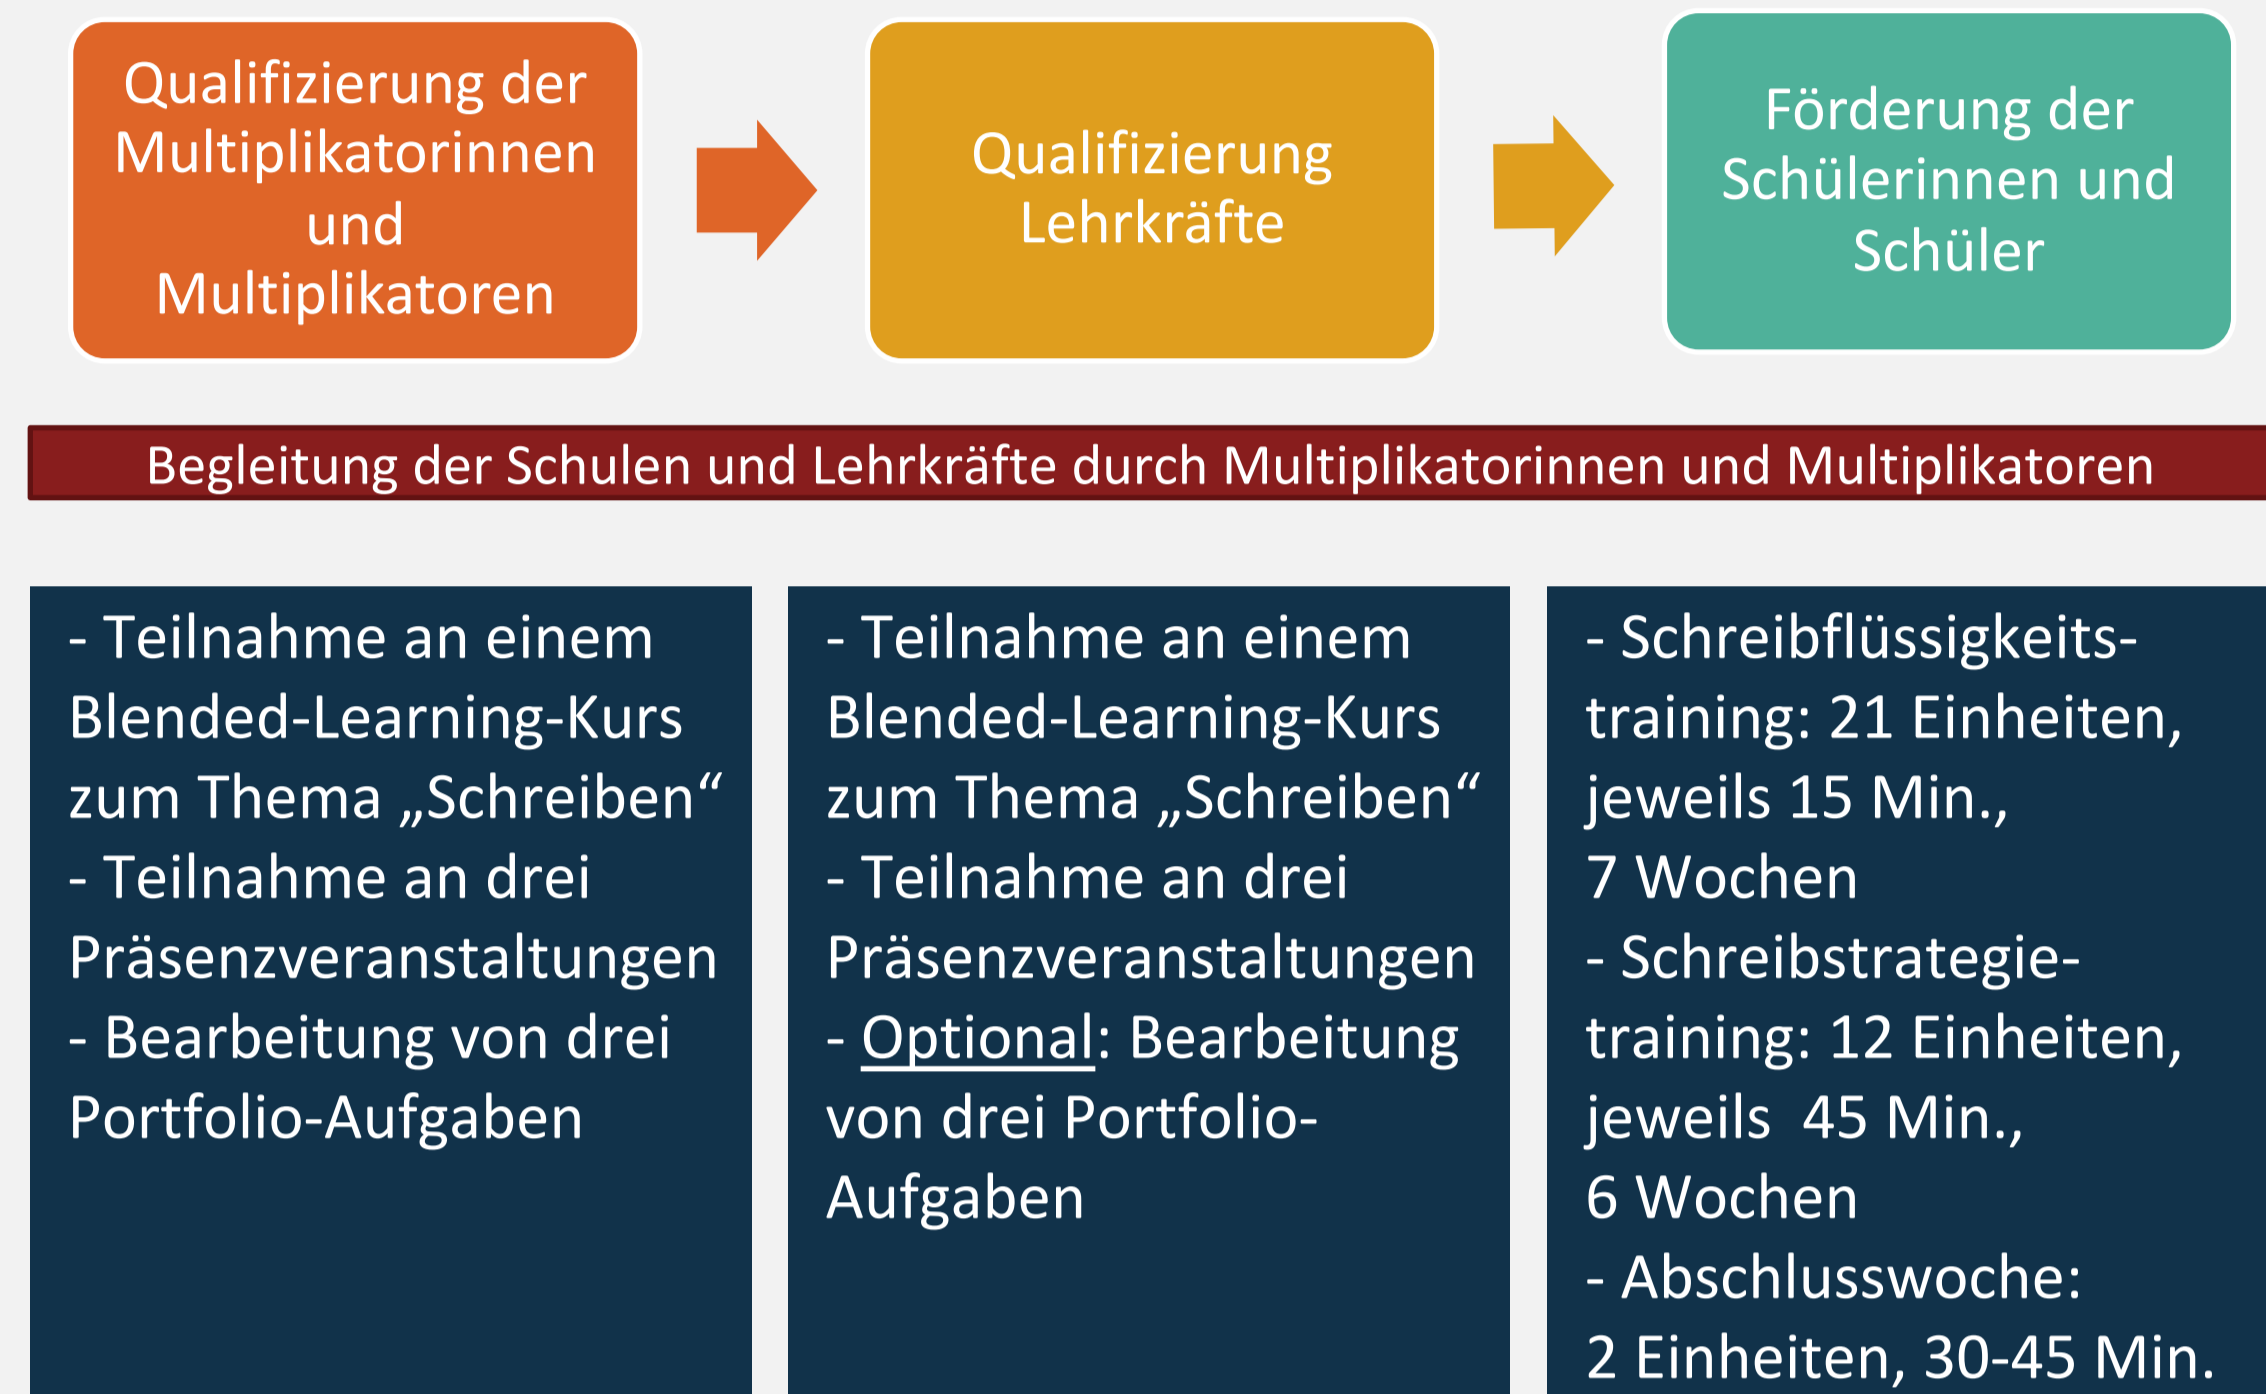 Qualifizierung der
Multiplikatorinnen
und
Multiplikatoren
Qualifizierung
Lehrkräfte
Förderung der
Schülerinnen und
Schüler
Begleitung der Schulen und Lehrkräfte durch Multiplikatorinnen und Multiplikatoren
- Teilnahme an einem
Blended-Learning-Kurs
zum Thema „Schreiben“
- Teilnahme an drei
Präsenzveranstaltungen
- Bearbeitung von drei
Portfolio-Aufgaben
- Teilnahme an einem
Blended-Learning-Kurs
zum Thema „Schreiben“
- Teilnahme an drei
Präsenzveranstaltungen
- Optional: Bearbeitung
von drei Portfolio-
Aufgaben
- Schreibflüssigkeits-
training: 21 Einheiten,
jeweils 15 Min.,
7 Wochen
- Schreibstrategie-
training: 12 Einheiten,
jeweils  45 Min.,
6 Wochen
- Abschlusswoche:
2 Einheiten, 30-45 Min.